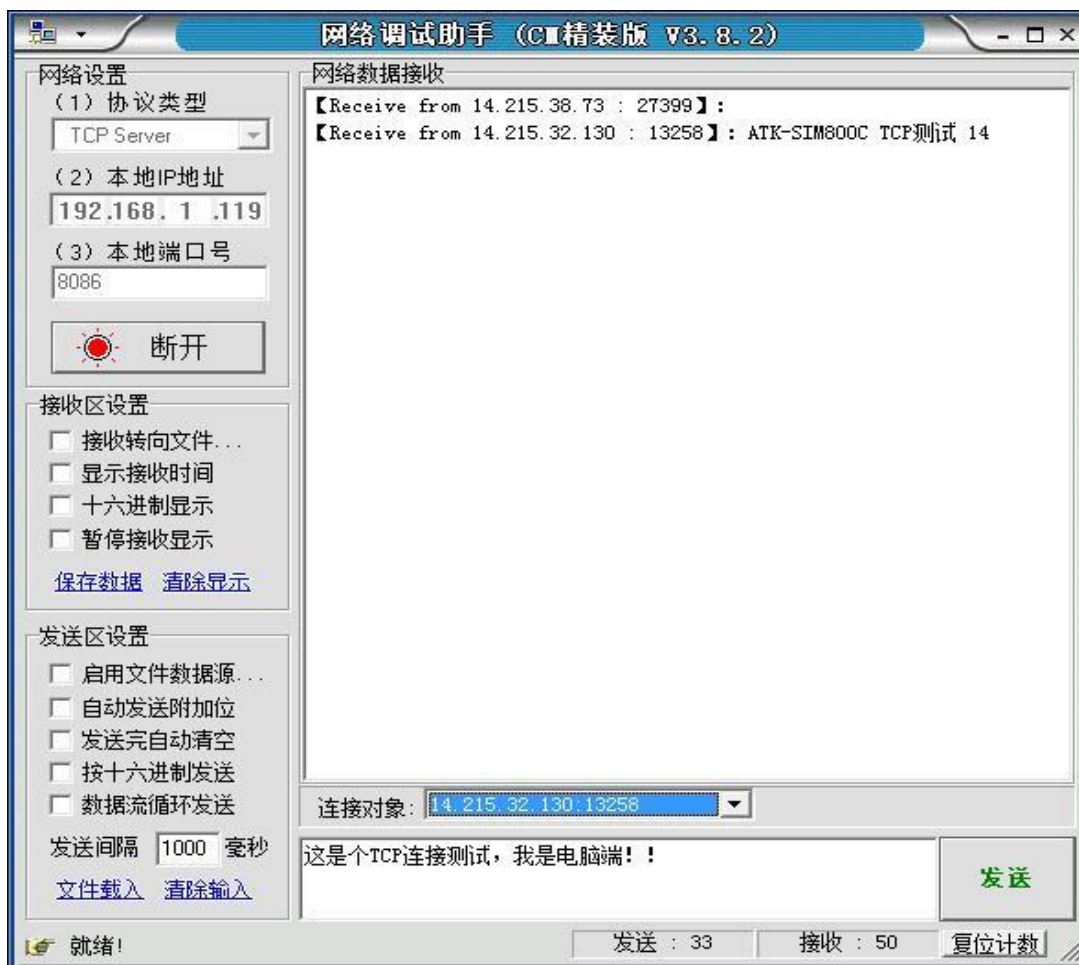 网络调试助手 (CM精装版 V3.8.2)
网络设置
(1) 协议类型
TCP Server
(2) 本地IP地址
192.168. 1 .119
(3) 本地端口号
8086
断开
接收区设置
接收转向文件...
显示接收时间
十六进制显示
暂停接收显示
保存数据 清除显示
发送区设置
启用文件数据源...
自动发送附加位
发送完自动清空
按十六进制发送
数据流循环发送
发送间隔 1000 毫秒
文件载入 清除输入
网络数据接收
【Receive from 14.215.38.73 : 27399】:
【Receive from 14.215.32.130 : 13258】: ATK-SIM800C TCP测试 14
连接对象: 14.215.32.130:13258
这是个TCP连接测试，我是电脑端！！
发送
就绪!
发送 : 33
接收 : 50
复位计数